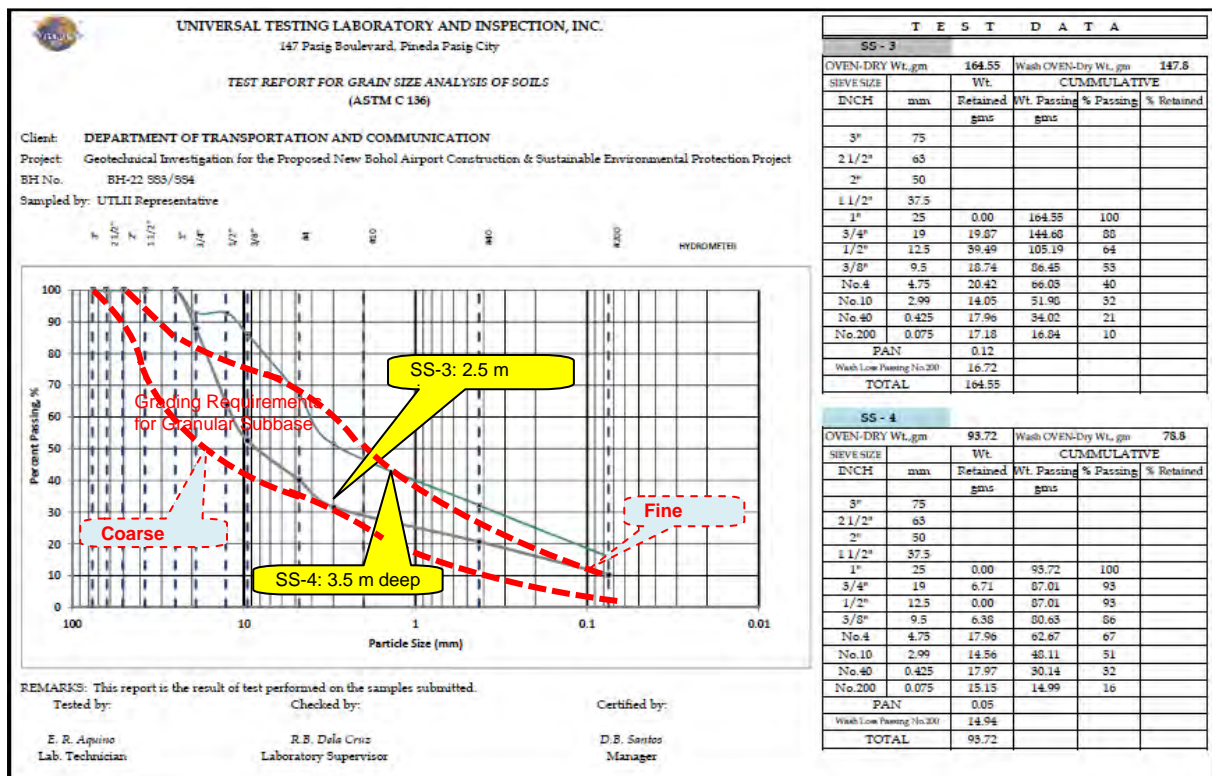 UNIVERSAL TESTING LABORATORY AND INSPECTION, INC.
147 Pasig Boulevard, Pineda Pasig City
TEST REPORT FOR GRAIN SIZE ANALYSIS OF SOILS
(ASTM C 136)
Client: DEPARTMENT OF TRANSPORTATION AND COMMUNICATION
Project: Geotechnical Investigation for the Proposed New Bohol Airport Construction & Sustainable Environmental Protection Project
BH No. BH-22 SS3/SS4
Sampled by: UTLII Representative
3" 2 1/2" 2" 1 1/2" 1" 3/4" 1/2" 3/8" #4 #10 #40 #200 HYDROMETER
Percent Passing, %
100
90
80
70
60
50
40
30
20
10
0
100 10 1 0.1 0.01
Particle Size (mm)
SS-3: 2.5 m
Grading Requirements
for Granular Subbase
Coarse
Fine
SS-4: 3.5 m deep
REMARKS: This report is the result of test performed on the samples submitted.
Tested by: Checked by: Certified by:
E. R. Aquino R.B. Dela Cruz D.B. Santos
Lab. Technician Laboratory Supervisor Manager
T E S T D A T A
SS - 3
OVEN-DRY Wt.,gm 164.55 Wash OVEN-Dry Wt., gm 147.8
SIEVE SIZE Wt. CUMMULATIVE
INCH mm Retained Wt. Passing % Passing % Retained
gms gms
3" 75
2 1/2" 63
2" 50
1 1/2" 37.5
1" 25 0.00 164.55 100
3/4" 19 19.87 144.68 88
1/2" 12.5 39.49 105.19 64
3/8" 9.5 18.74 86.45 53
No.4 4.75 20.42 66.03 40
No.10 2.99 14.05 51.98 32
No.40 0.425 17.96 34.02 21
No.200 0.075 17.18 16.84 10
PAN 0.12
Wash Loss Passing No.200 16.72
TOTAL 164.55
SS - 4
OVEN-DRY Wt.,gm 93.72 Wash OVEN-Dry Wt., gm 78.8
SIEVE SIZE Wt. CUMMULATIVE
INCH mm Retained Wt. Passing % Passing % Retained
gms gms
3" 75
2 1/2" 63
2" 50
1 1/2" 37.5
1" 25 0.00 93.72 100
3/4" 19 6.71 87.01 93
1/2" 12.5 0.00 87.01 93
3/8" 9.5 6.38 80.63 86
No.4 4.75 17.96 62.67 67
No.10 2.99 14.56 48.11 51
No.40 0.425 17.97 30.14 32
No.200 0.075 15.15 14.99 16
PAN 0.05
Wash Loss Passing No.200 14.94
TOTAL 93.72